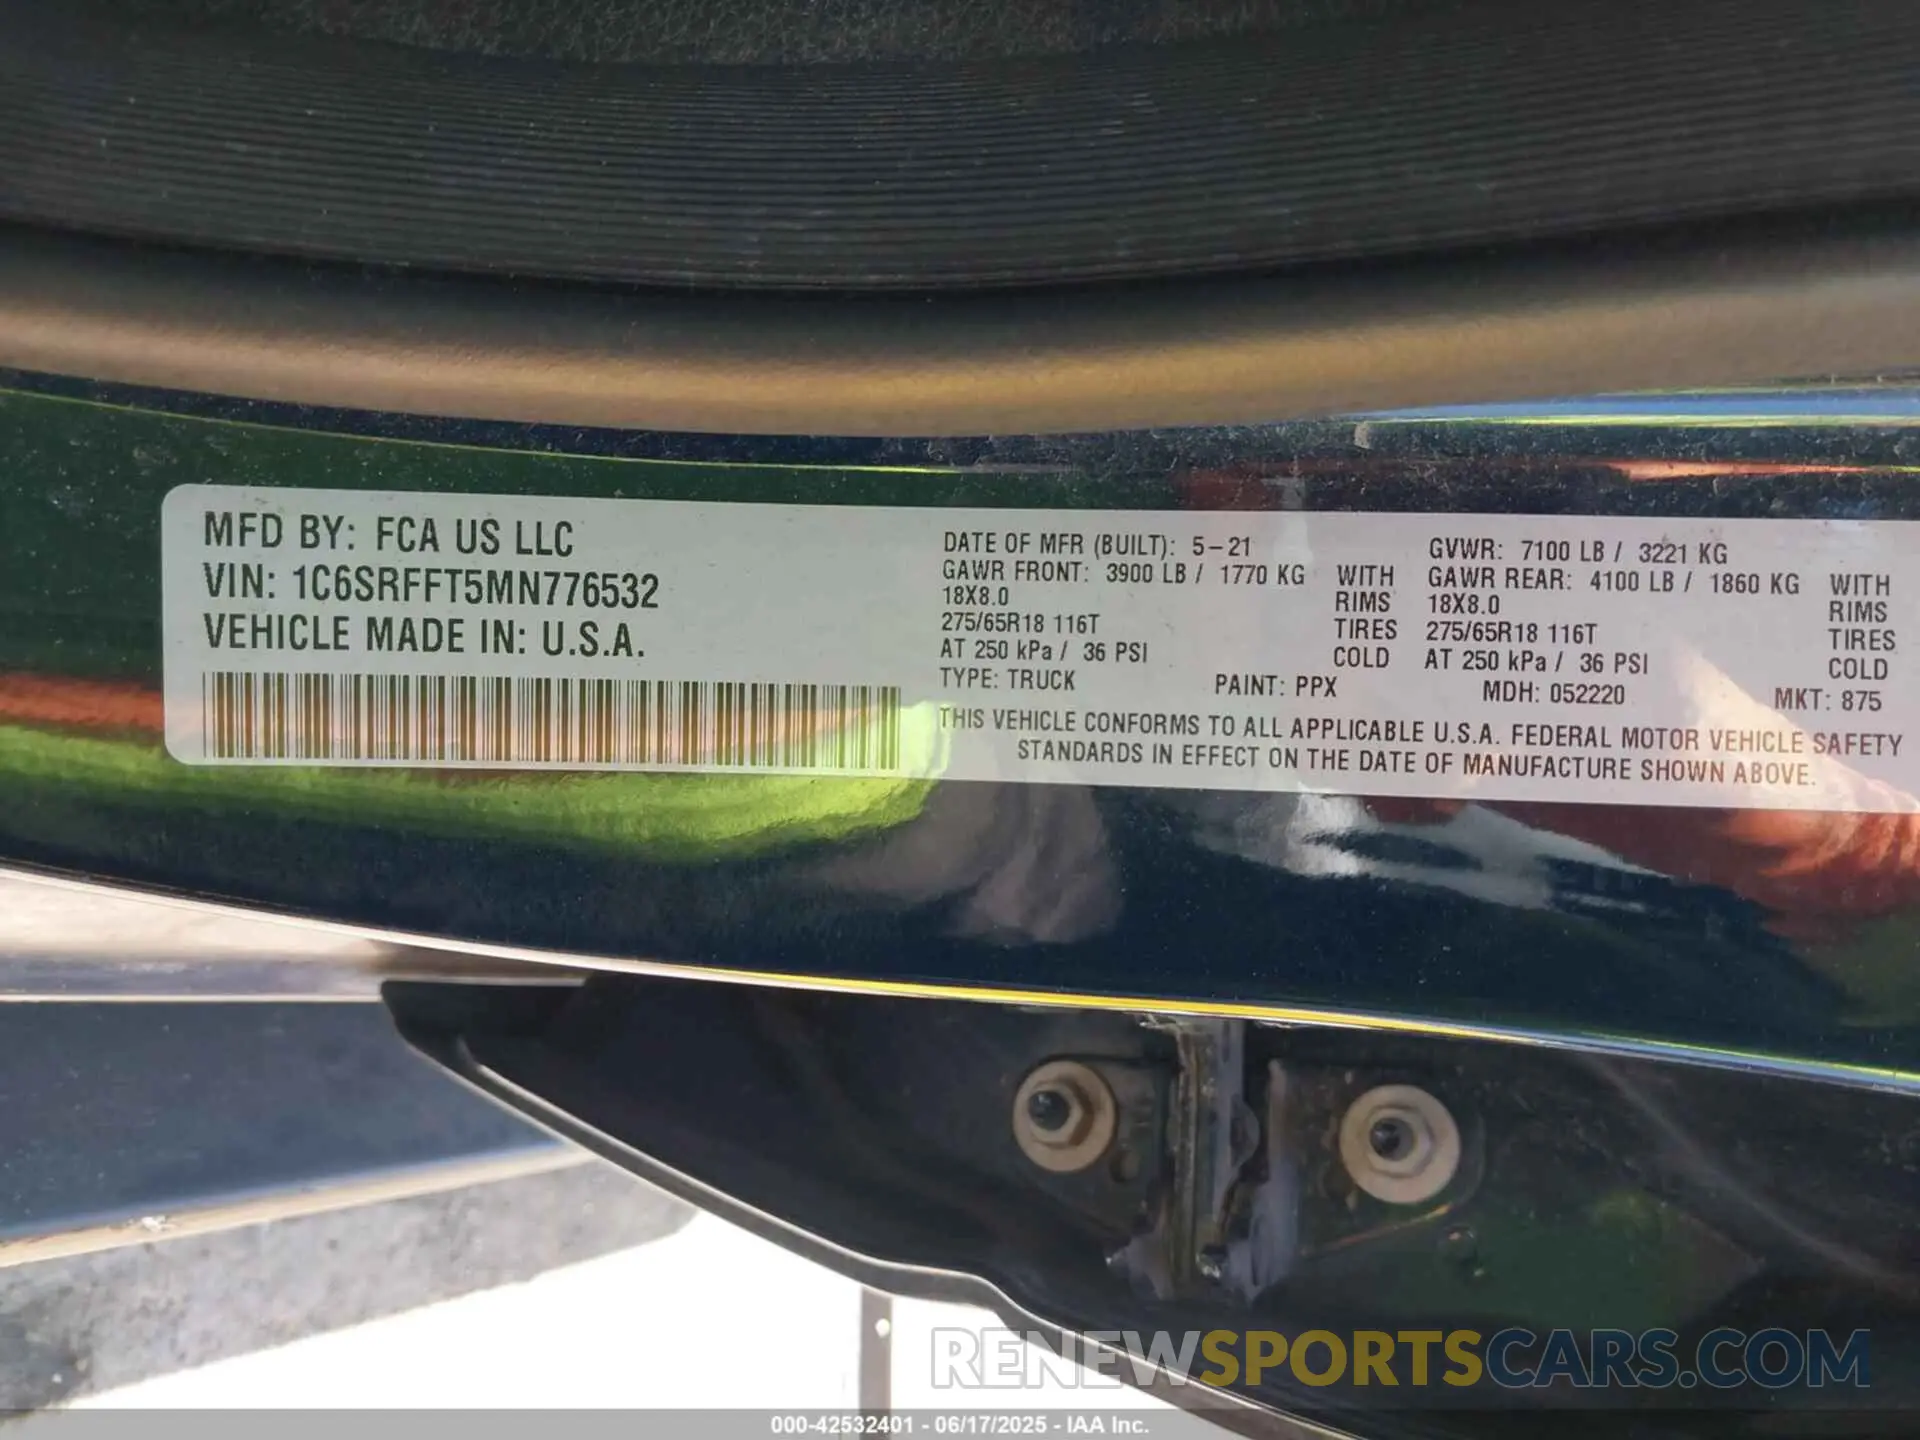 MFD BY: FCA US LLC
VIN: 1C6SRFFT5MN776532
VEHICLE MADE IN: U.S.A.
DATE OF MFR (BUILT): 5-21 GVWR: 7100 LB / 3221 KG
GAWR FRONT: 3900 LB / 1770 KG WITH GAWR REAR: 4100 LB / 1860 KG WITH
18X8.0 RIMS 18X8.0 RIMS
275/65R18 116T TIRES 275/65R18 116T TIRES
AT 250 kPa / 36 PSI COLD AT 250 kPa / 36 PSI COLD
TYPE: TRUCK PAINT: PPX MDH: 052220 MKT: 875
THIS VEHICLE CONFORMS TO ALL APPLICABLE U.S.A. FEDERAL MOTOR VEHICLE SAFETY
STANDARDS IN EFFECT ON THE DATE OF MANUFACTURE SHOWN ABOVE.
RENEWSPORTSCARS.COM
000-42532401 - 06/17/2025 - IAA Inc.